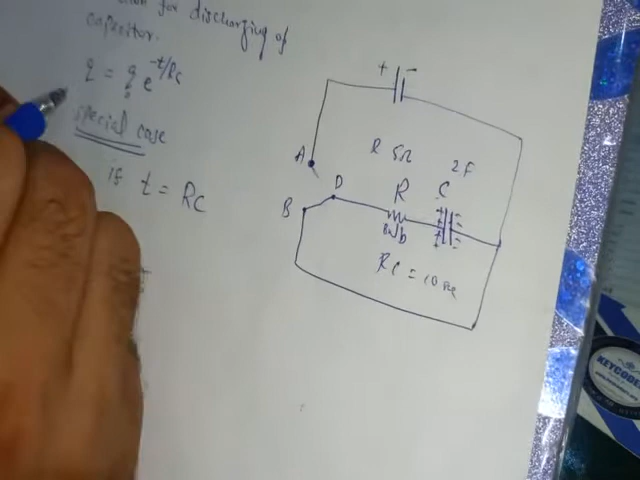 for discharging of
capacitor.
q = q₀ e^-t/RC
special case
if t = RC
+ -
A
R 5Ω
2F
D
R
C
B
RC = 10 sec
KEYCODE